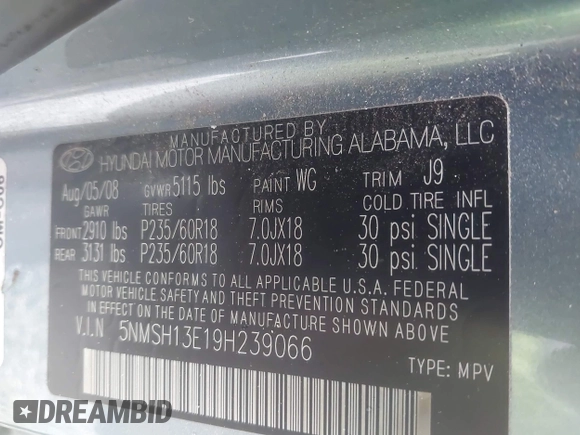 MANUFACTURED BY
HYUNDAI MOTOR MANUFACTURING ALABAMA, LLC
Aug/05/08 GVWR 5115 lbs PAINT WG TRIM J9
GAWR TIRES RIMS COLD TIRE INFL
FRONT 2910 lbs P235/60R18 7.0JX18 30 psi SINGLE
REAR 3131 lbs P235/60R18 7.0JX18 30 psi SINGLE
THIS VEHICLE CONFORMS TO ALL APPLICABLE U.S.A. FEDERAL
MOTOR VEHICLE SAFETY AND THEFT PREVENTION STANDARDS
IN EFFECT ON THE DATE OF MANUFACTURE SHOWN ABOVE.
V.I.N 5NMSH13E19H239066
TYPE: MPV
DREAMBID